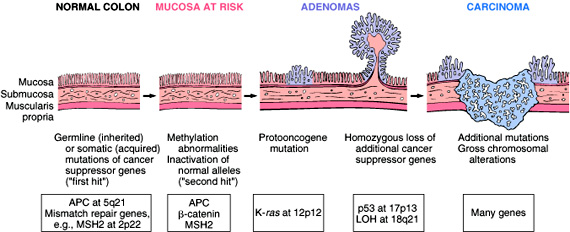 NORMAL COLON
MUCOSA AT RISK
ADENOMAS
CARCINOMA
Mucosa
Submucosa
Muscularis
propria
Germline (inherited)
or somatic (acquired)
mutations of cancer
suppressor genes
("first hit")
Methylation
abnormalities
Inactivation of
normal alleles
("second hit")
Protooncogene
mutation
Homozygous loss of
additional cancer
suppressor genes
Additional mutations
Gross chromosomal
alterations
APC at 5q21
Mismatch repair genes,
e.g., MSH2 at 2p22
APC
β-catenin
MSH2
K-ras at 12p12
p53 at 17p13
LOH at 18q21
Many genes